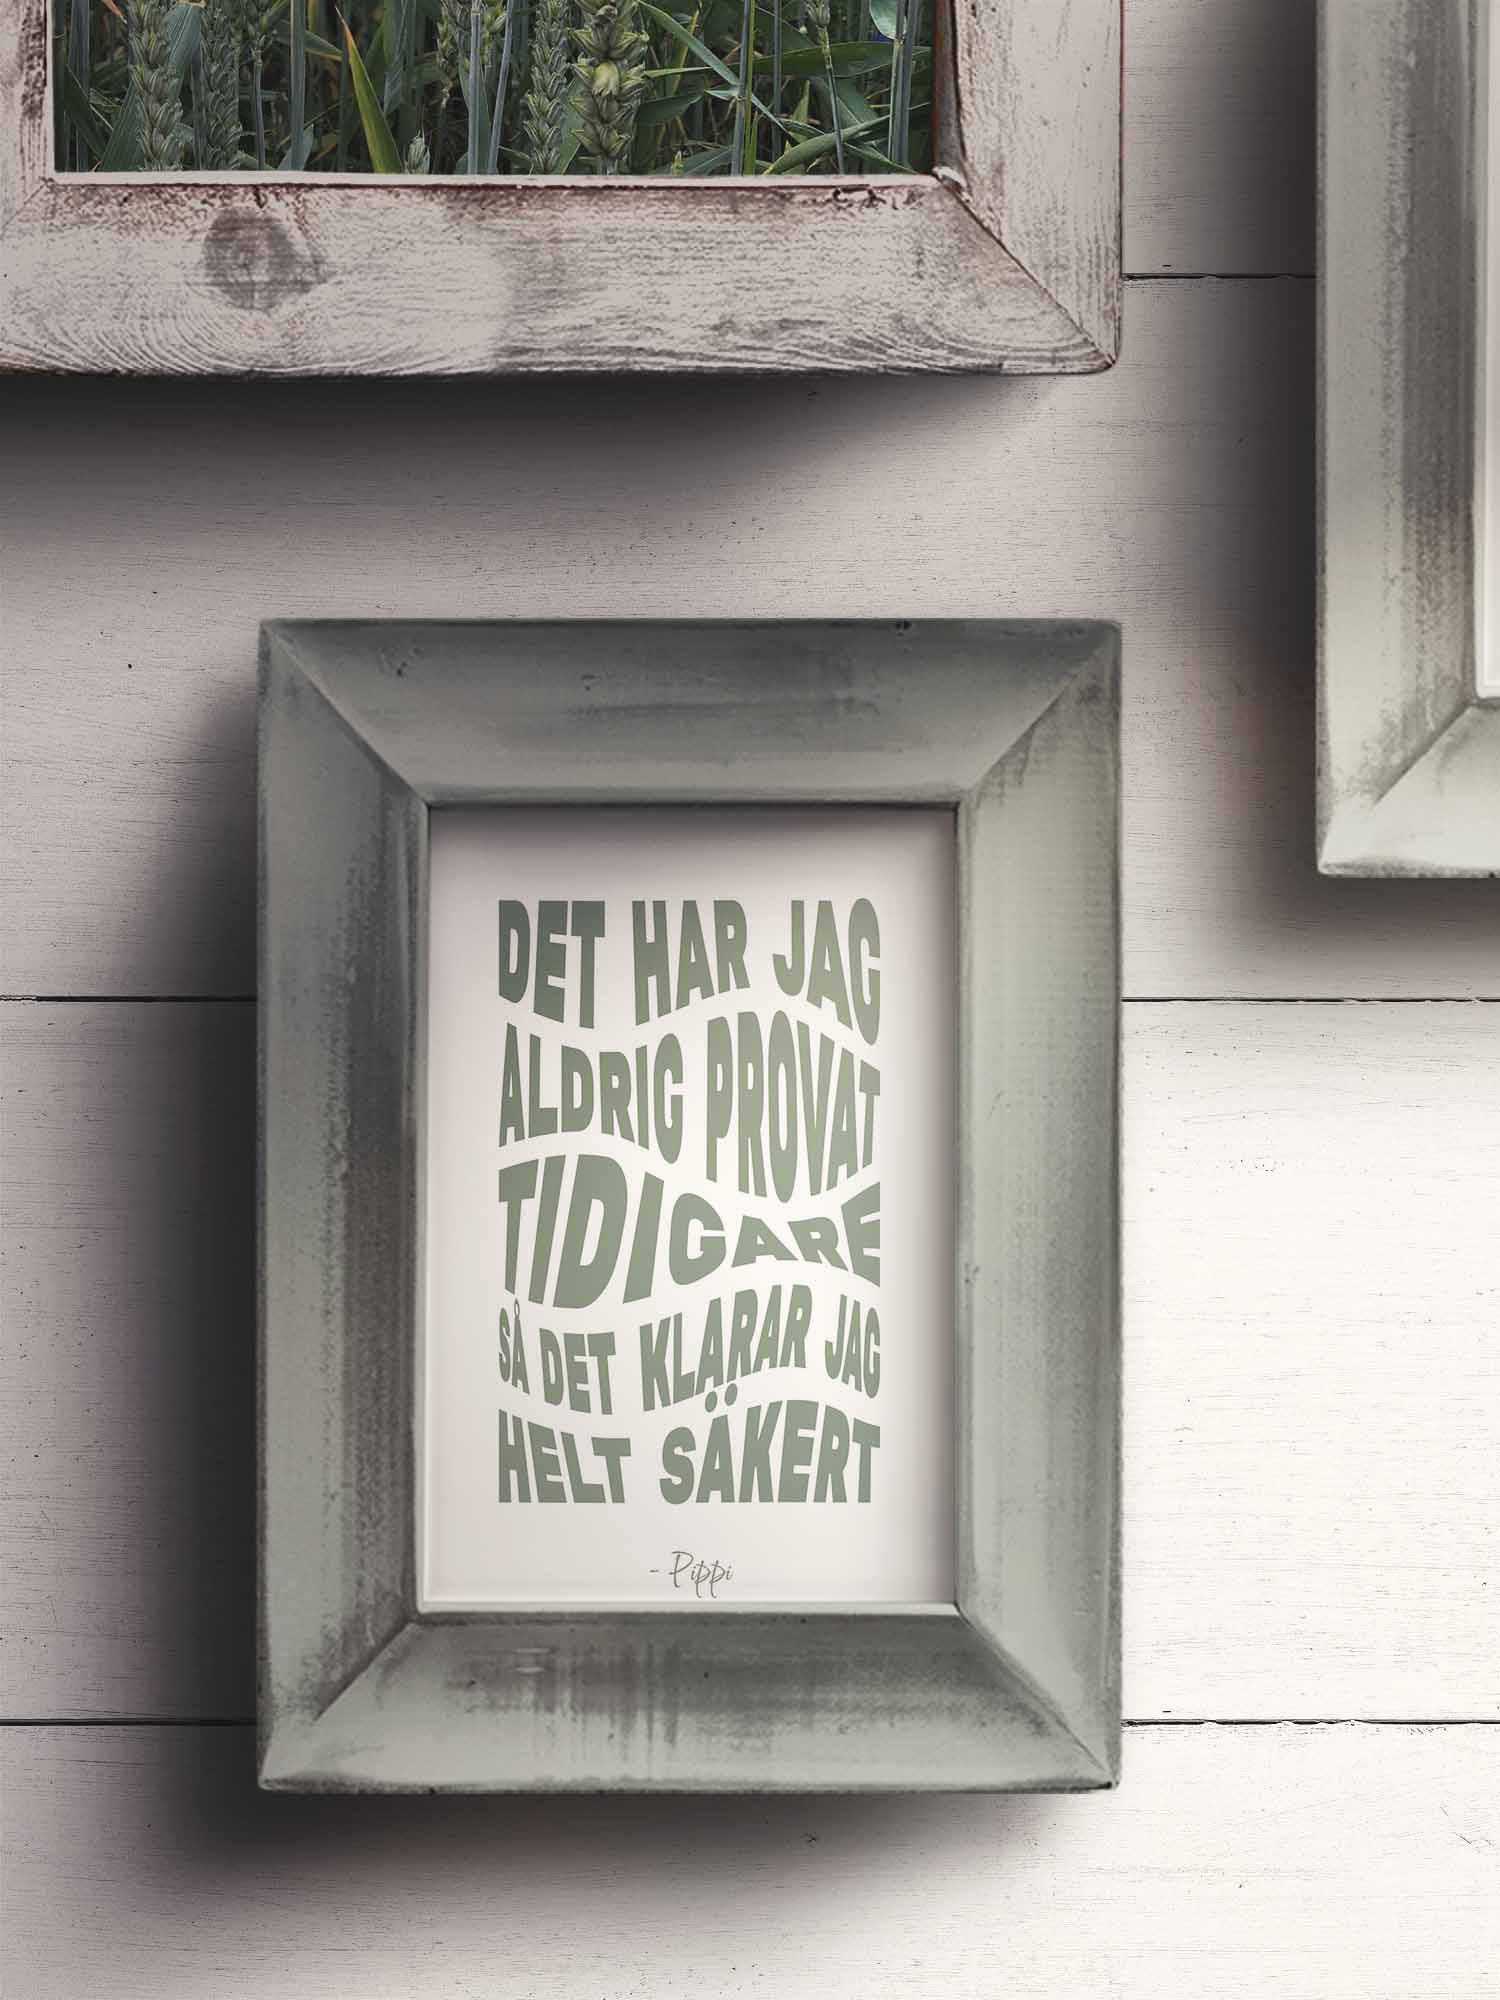 DET HAR JAG
ALDRIG PROVAT
TIDIGARE
SÅ DET KLARAR JAG
HELT SÄKERT
- Pippi